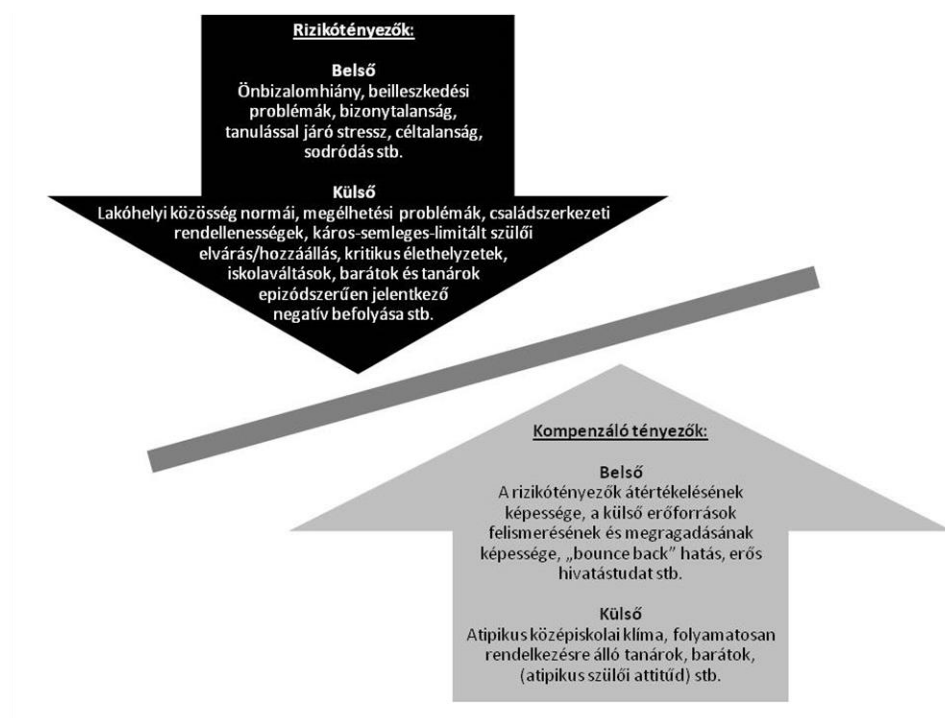 Rizikótényezők:
Belső
Önbizalomhiány, beilleszkedési
problémák, bizonytalanság,
tanulással járó stressz, céltalanság,
sodródás stb.
Külső
Lakóhelyi közösség normái, megélhetési problémák, családszerkezeti
rendellenességek, káros-semleges-limitált szülői
elvárás/hozzáállás, kritikus élethelyzetek,
iskolaváltások, barátok és tanárok
epizódszerűen jelentkező
negatív befolyása stb.
Kompenzáló tényezők:
Belső
A rizikótényezők átértékelésének
képessége, a külső erőforrások
felismerésének és megragadásának
képessége, „bounce back” hatás, erős
hivatástudat stb.
Külső
Atipikus középiskolai klíma, folyamatosan
rendelkezésre álló tanárok, barátok,
(atipikus szülői attitűd) stb.